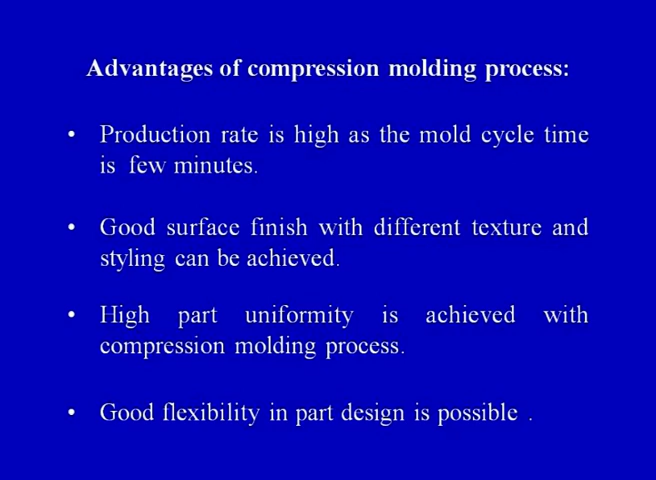 Advantages of compression molding process:
• Production rate is high as the mold cycle time
is few minutes.
• Good surface finish with different texture and
styling can be achieved.
• High part uniformity is achieved with
compression molding process.
• Good flexibility in part design is possible .